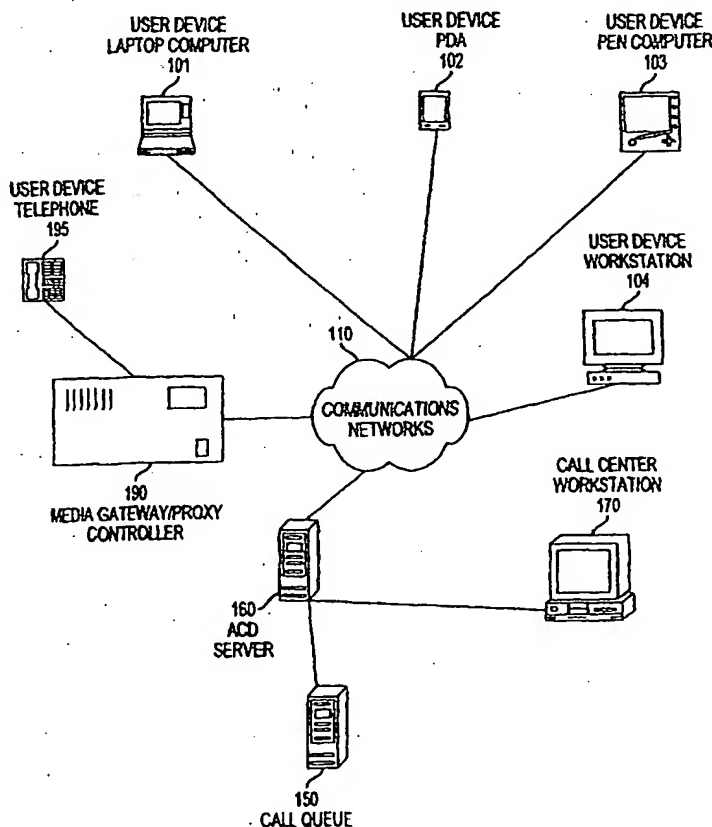 USER DEVICE
LAPTOP COMPUTER
101
USER DEVICE
PDA
102
USER DEVICE
PEN COMPUTER
103
USER DEVICE
TELEPHONE
195
USER DEVICE
WORKSTATION
104
110
COMMUNICATIONS
NETWORKS
190
MEDIA GATEWAY/PROXY
CONTROLLER
CALL CENTER
WORKSTATION
170
160
ACD
SERVER
150
CALL QUEUE